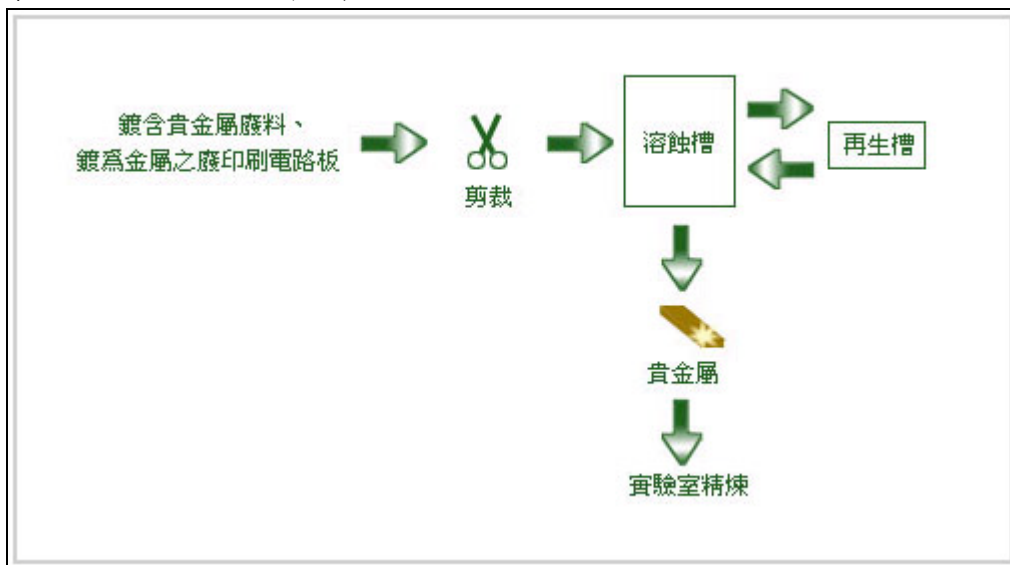 鍍含貴金屬廢料、
鍍爲金屬之廢印刷電路板
剪裁
溶蝕槽
再生槽
貴金屬
實驗室精煉